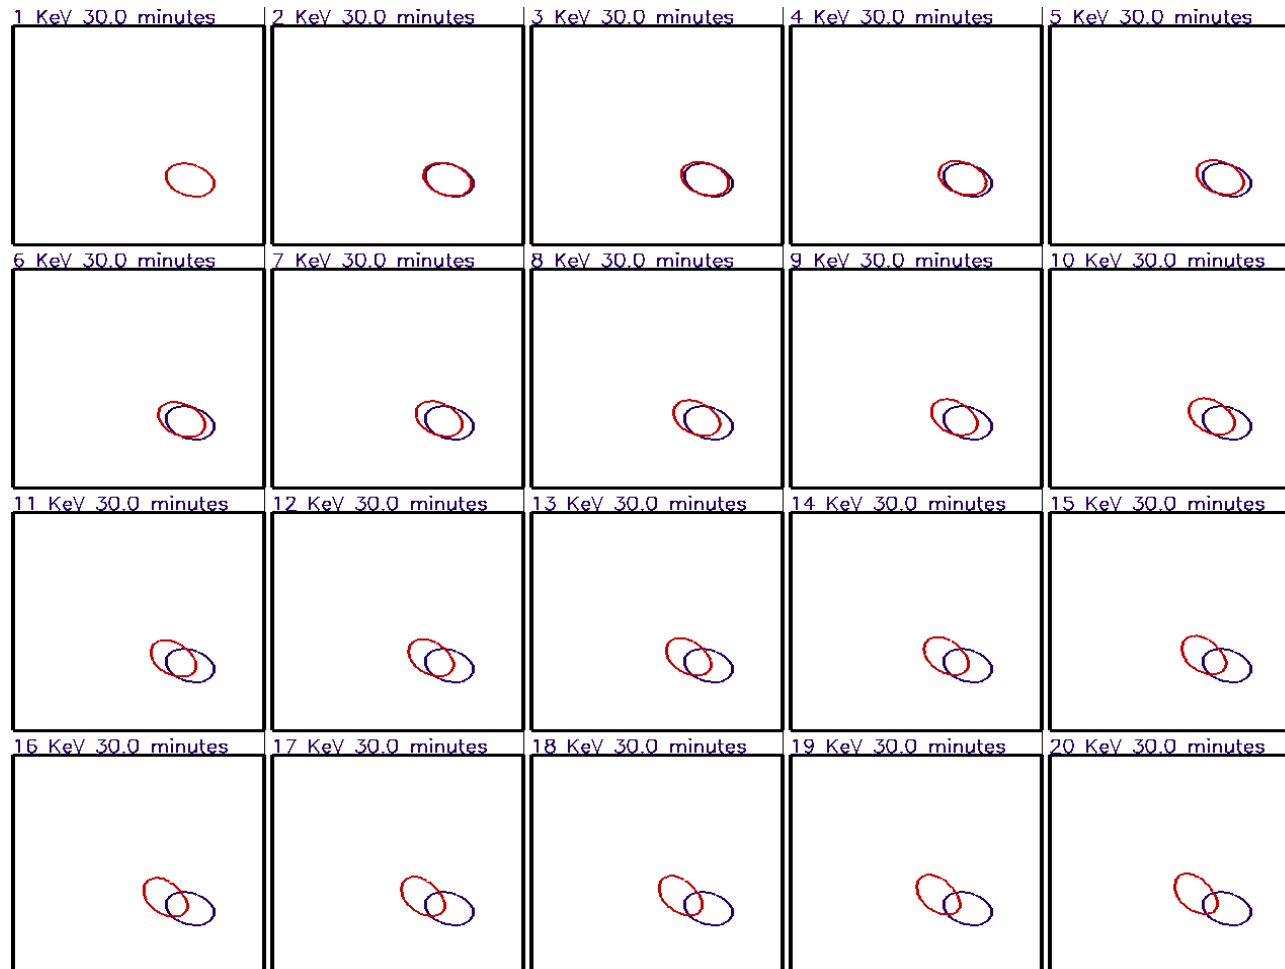 1 KeV 30.0 minutes
2 KeV 30.0 minutes
3 KeV 30.0 minutes
4 KeV 30.0 minutes
5 KeV 30.0 minutes
6 KeV 30.0 minutes
7 KeV 30.0 minutes
8 KeV 30.0 minutes
9 KeV 30.0 minutes
10 KeV 30.0 minutes
11 KeV 30.0 minutes
12 KeV 30.0 minutes
13 KeV 30.0 minutes
14 KeV 30.0 minutes
15 KeV 30.0 minutes
16 KeV 30.0 minutes
17 KeV 30.0 minutes
18 KeV 30.0 minutes
19 KeV 30.0 minutes
20 KeV 30.0 minutes